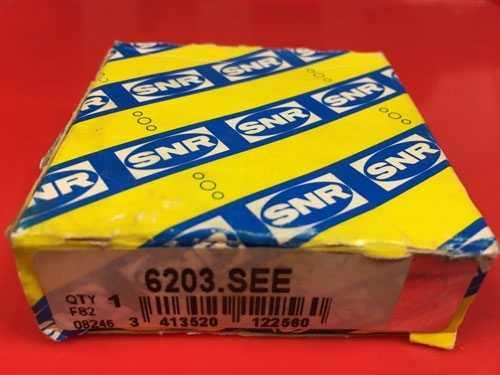 SNR SNR
SNR SNR SNR
SNR SNR SNR
6203.SEE
QTY 1
FB2
08246 3 413520 122560